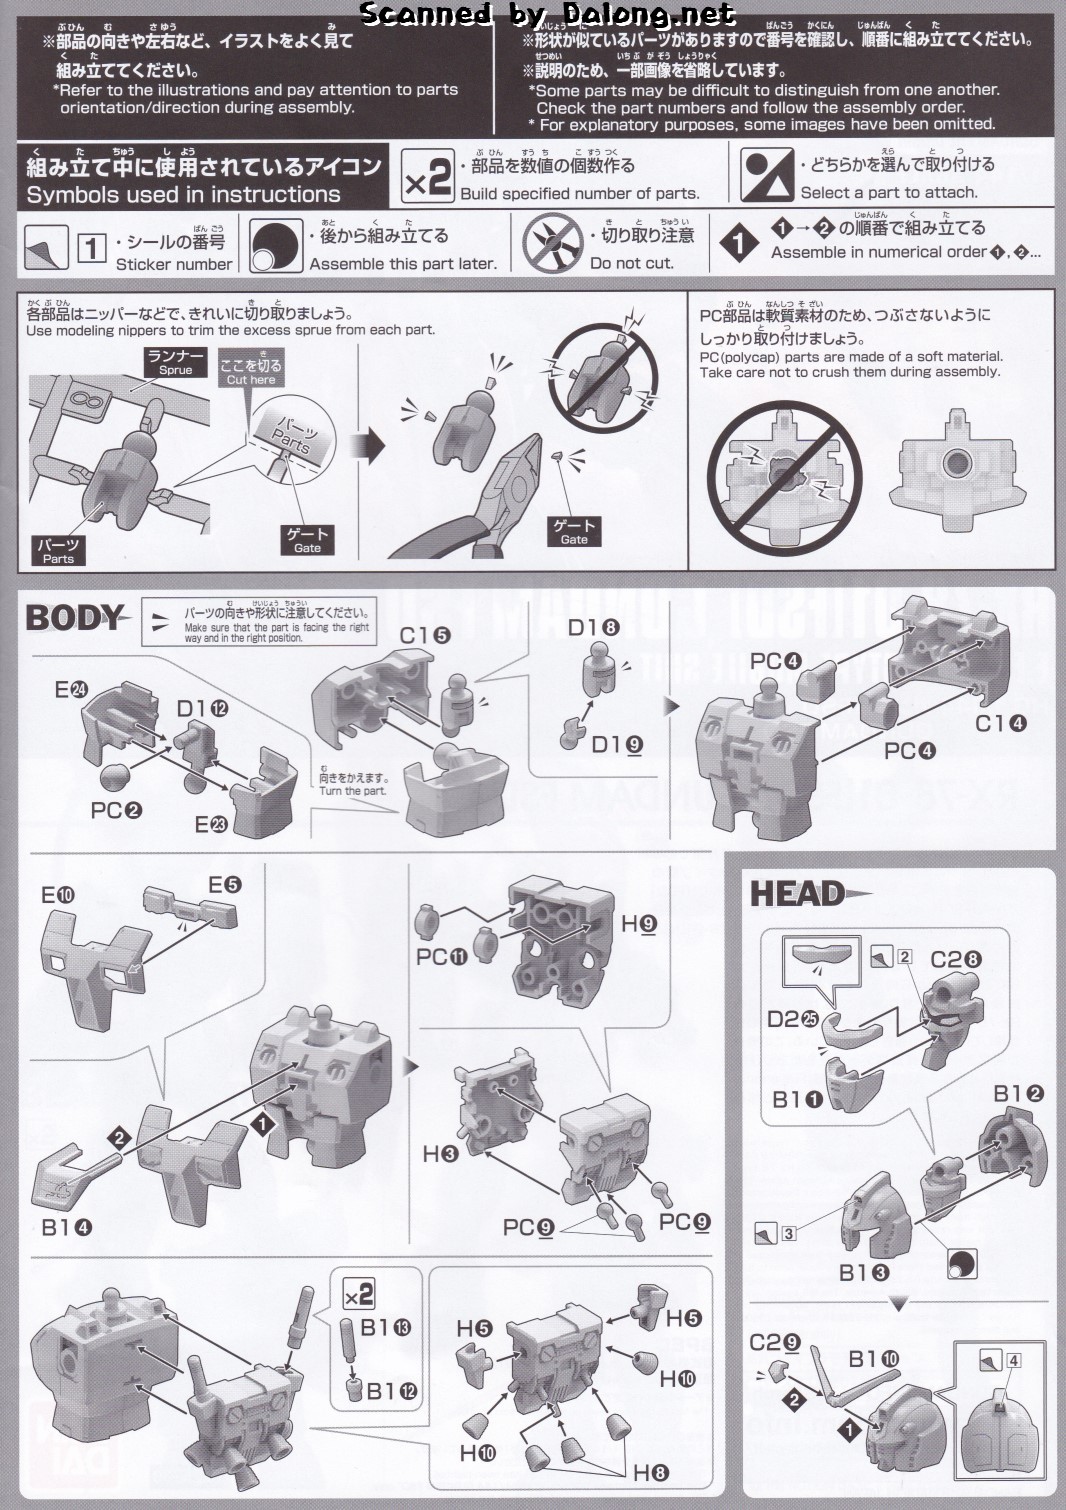 Scanned by Dalong.net
※部品の向きや左右など、イラストをよく見て
組み立ててください。
*Refer to the illustrations and pay attention to parts
orientation/direction during assembly.
※形状が似ているパーツがありますので番号を確認し、順番に組み立ててください。
※説明のため、一部画像を省略しています。
*Some parts may be difficult to distinguish from one another.
Check the part numbers and follow the assembly order.
* For explanatory purposes, some images have been omitted.
組み立て中に使用されているアイコン
Symbols used in instructions
×2
・部品を数値の個数作る
Build specified number of parts.
・どちらかを選んで取り付ける
Select a part to attach.
1
・シールの番号
Sticker number
・後から組み立てる
Assemble this part later.
・切り取り注意
Do not cut.
1
❶→❷の順番で組み立てる
Assemble in numerical order❶,❷...
各部品はニッパーなどで、きれいに切り取りましょう。
Use modeling nippers to trim the excess sprue from each part.
ランナー
Sprue
ここを切る
Cut here
8
パーツ
Parts
ゲート
Gate
パーツ
Parts
ゲート
Gate
PC部品は軟質素材のため、つぶさないように
しっかり取り付けましょう。
PC(polycap) parts are made of a soft material.
Take care not to crush them during assembly.
BODY
パーツの向きや形状に注意してください。
Make sure that the part is facing the right
way and in the right position.
E㉔
D1⓬
PC❷
E㉓
C1❺
D1❽
D1❾
向きをかえます。
Turn the part.
PC❹
PC❹
C1❹
E❿
E❺
B1❹
2
1
PC⓫
H❾
H❸
PC❾
PC❾
×2
B1⓭
B1⓬
H❺
H❺
H❿
H❿
H❽
HEAD
2
C2❽
D2㉕
B1❶
B1❷
3
B1❸
C2❾
B1❿
2
1
4